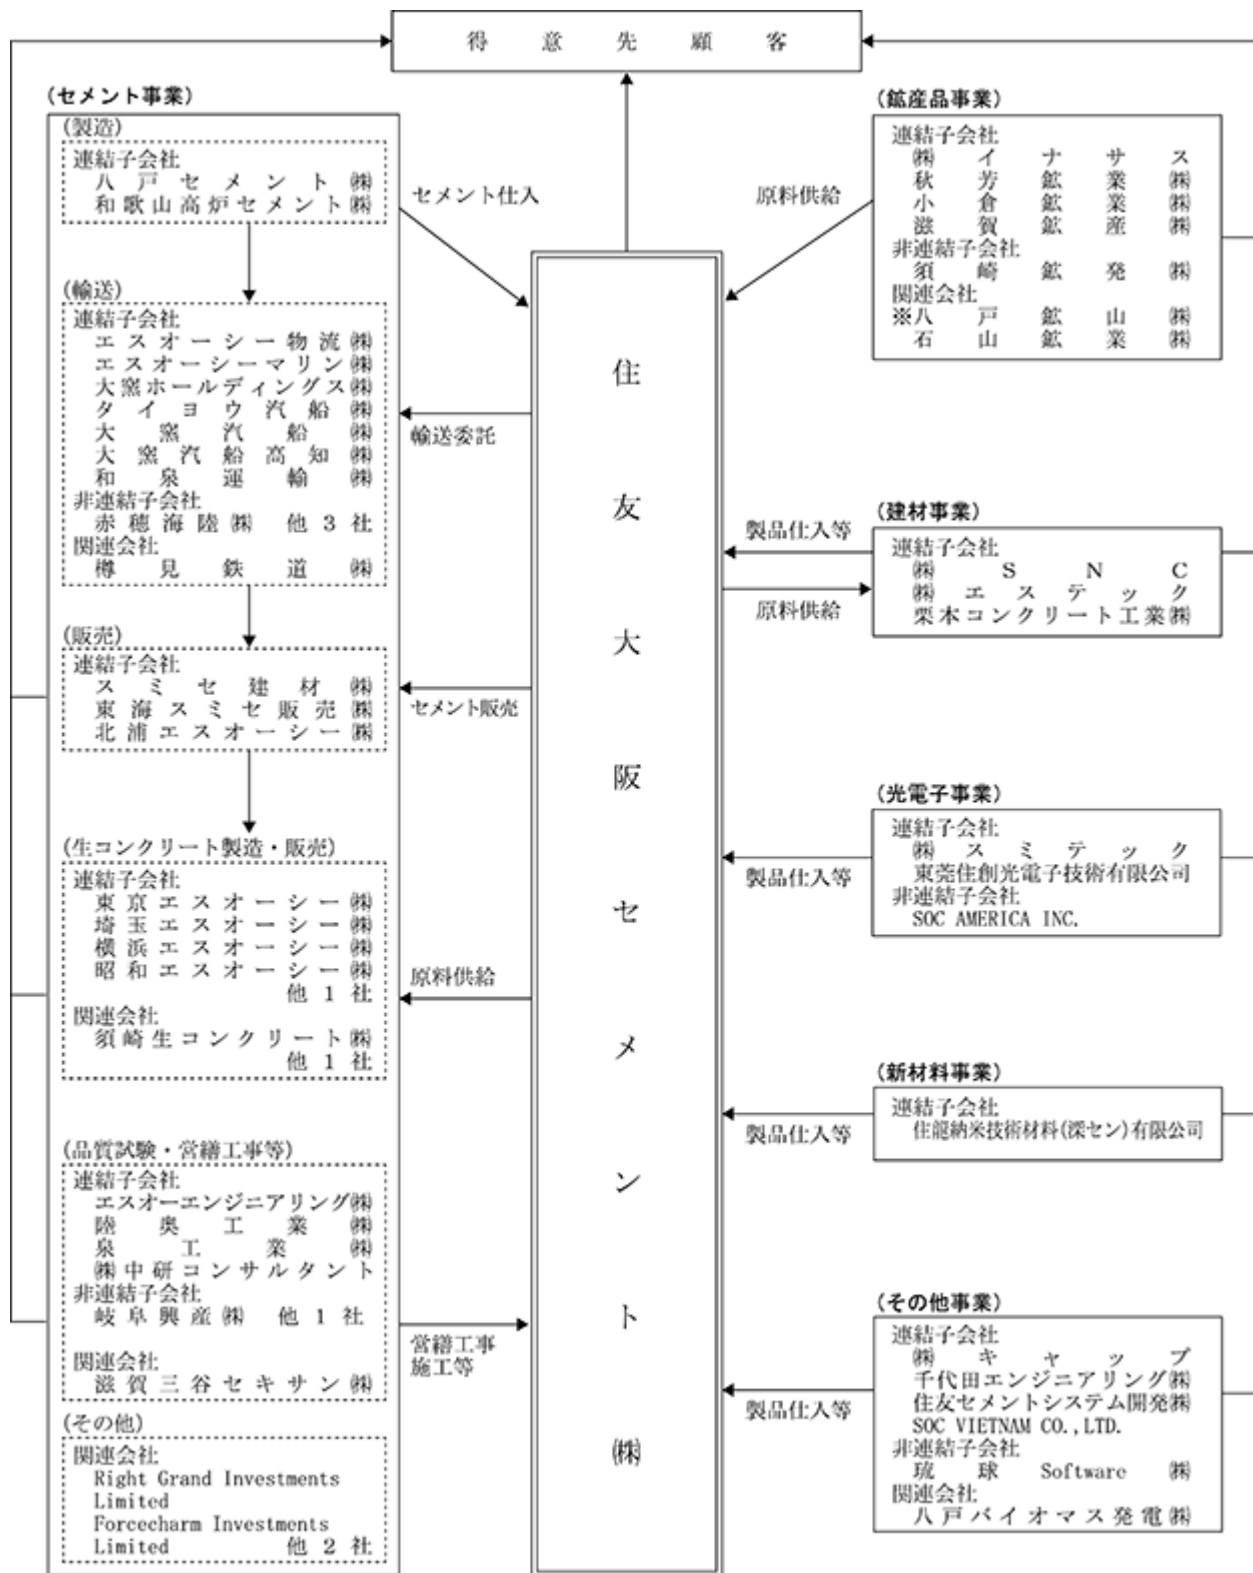 得意先顧客
(セメント事業)
(製造)
連結子会社
八戸セメント㈱
和歌山高炉セメント㈱
(輸送)
連結子会社
エスオーシー物流㈱
エスオーシーマリン㈱
大窯ホールディングス㈱
タイヨウ汽船㈱
大窯汽船㈱
大窯汽船高知㈱
和泉運輸㈱
非連結子会社
赤穂海陸㈱ 他3社
関連会社
樽見鉄道㈱
(販売)
連結子会社
スミセ建材㈱
東海スミセ販売㈱
北浦エスオーシー㈱
(生コンクリート製造・販売)
連結子会社
東京エスオーシー㈱
埼玉エスオーシー㈱
横浜エスオーシー㈱
昭和エスオーシー㈱
他1社
関連会社
須崎生コンクリート㈱
他1社
(品質試験・営繕工事等)
連結子会社
エスオーエンジニアリング㈱
陸奥工業㈱
泉工業㈱
㈱中研コンサルタント
非連結子会社
岐阜興産㈱ 他1社
関連会社
滋賀三谷セキサン㈱
(その他)
関連会社
Right Grand Investments
Limited
Forcecharm Investments
Limited 他2社
セメント仕入
輸送委託
セメント販売
原料供給
営繕工事
施工等
住友大阪セメント㈱
原料供給
製品仕入等
原料供給
製品仕入等
製品仕入等
製品仕入等
(鉱産品事業)
連結子会社
㈱イナサス
秋芳鉱業㈱
小倉鉱業㈱
滋賀鉱産㈱
非連結子会社
須崎鉱発㈱
関連会社
※八戸鉱山㈱
石山鉱業㈱
(建材事業)
連結子会社
㈱SNC
㈱エステック
栗本コンクリート工業㈱
(光電子事業)
連結子会社
㈱スミテック
東莞住創光電子技術有限公司
非連結子会社
SOC AMERICA INC.
(新材料事業)
連結子会社
住龍納米技術材料(深セン)有限公司
(その他事業)
連結子会社
㈱キャップ
千代田エンジニアリング㈱
住友セメントシステム開発㈱
SOC VIETNAM CO.,LTD.
非連結子会社
琉球 Software ㈱
関連会社
八戸バイオマス発電㈱